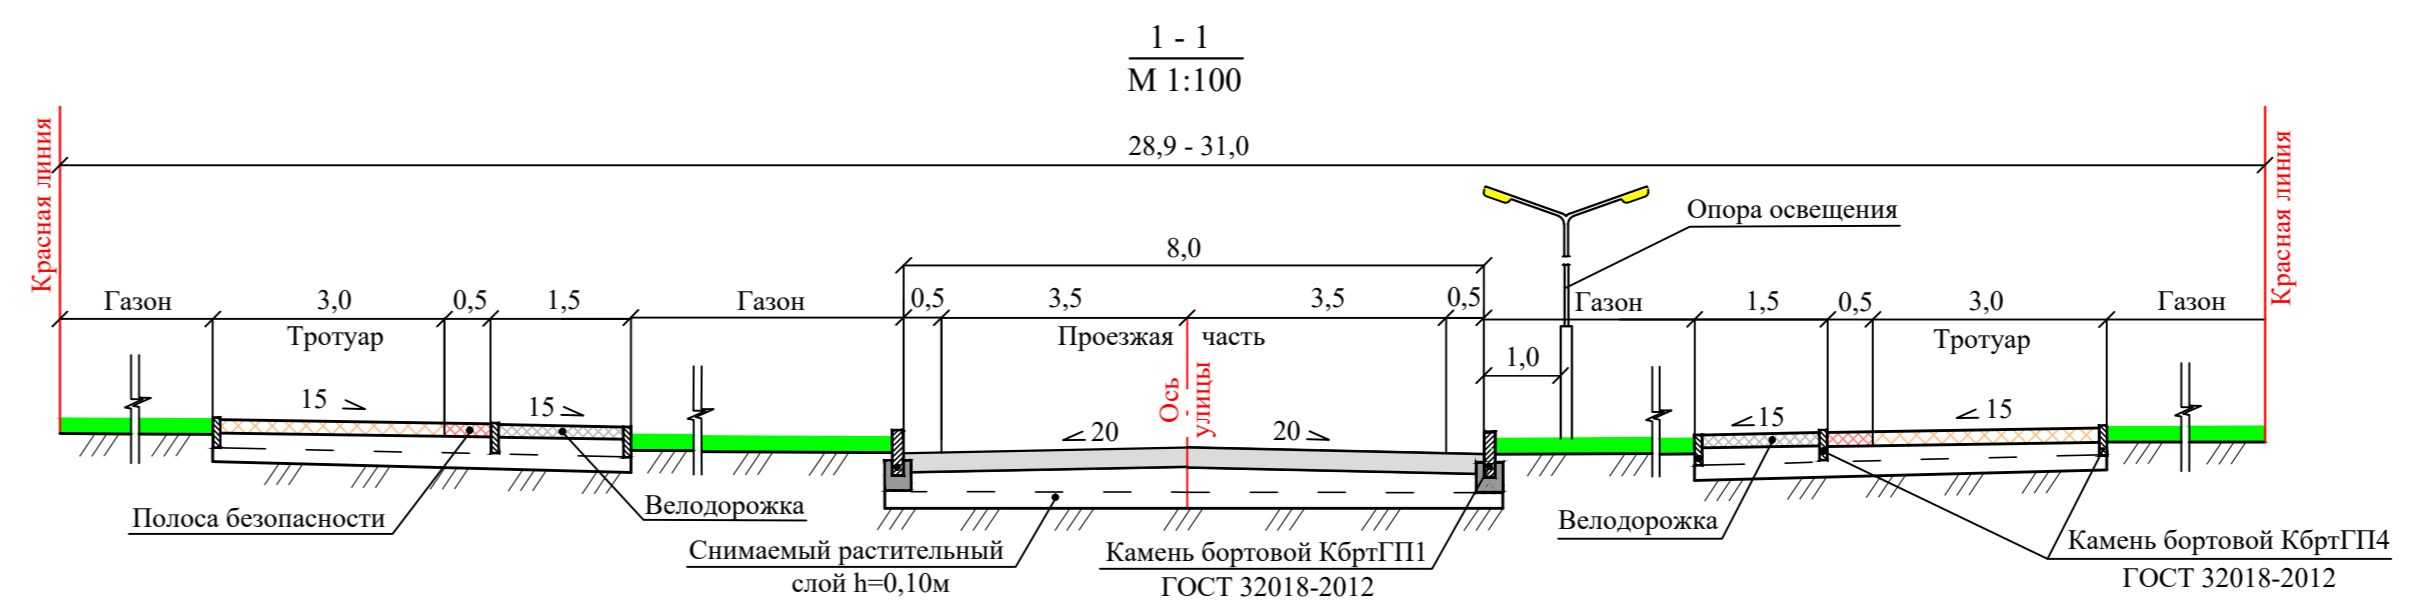 1 - 1
М 1:100
28,9 - 31,0
Красная линия
Красная линия
Опора освещения
8,0
Газон 3,0 0,5 1,5 Газон 0,5 3,5 3,5 0,5 Газон 1,5 0,5 3,0 Газон
Тротуар Проезжая часть Тротуар
1,0
Ось улицы
15 15 20 20 15 15
Полоса безопасности
Велодорожка
Снимаемый растительный
слой h=0,10м
Камень бортовой КбртГП1
ГОСТ 32018-2012
Велодорожка
Камень бортовой КбртГП4
ГОСТ 32018-2012